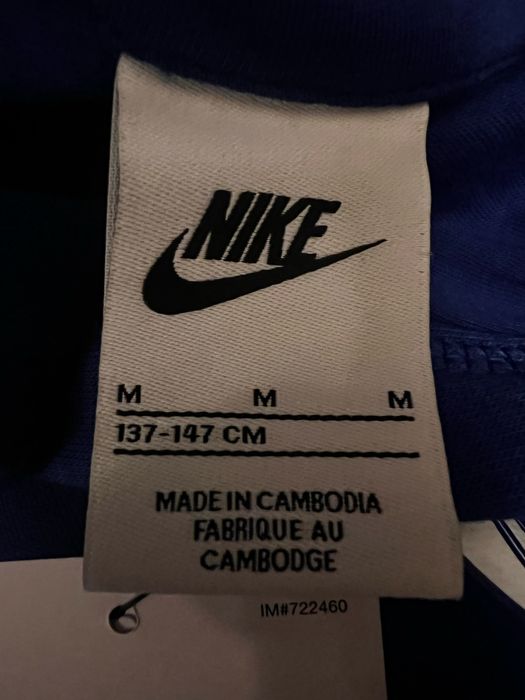 NIKE
M M M
137-147 CM
MADE IN CAMBODIA
FABRIQUE AU
CAMBODGE
IM#722460